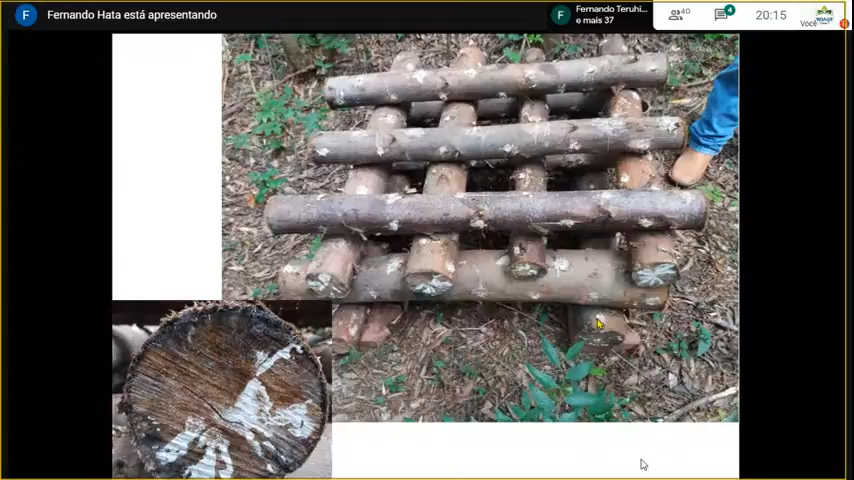 F
Fernando Hata está apresentando
F
Fernando Teruhi...
e mais 37
40
4
20:15
Você